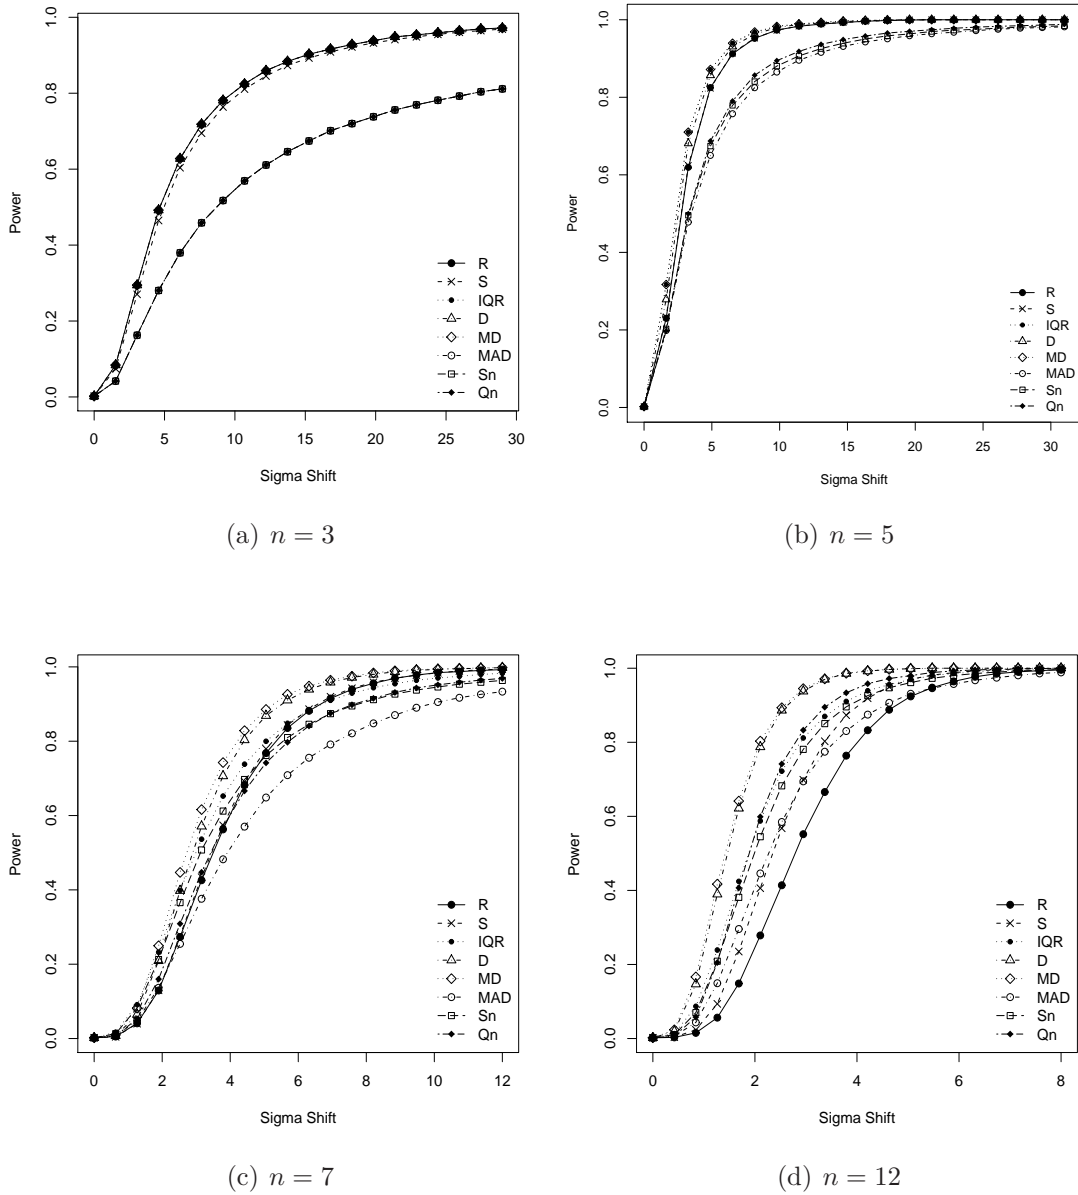 1.0
0.8
0.6
0.4
0.2
0.0
Power
0 5 10 15 20 25 30
Sigma Shift
R
S
IQR
D
MD
MAD
Sn
Qn
(a) n = 3
1.0
0.8
0.6
0.4
0.2
0.0
Power
0 5 10 15 20 25 30
Sigma Shift
R
S
IQR
D
MD
MAD
Sn
Qn
(b) n = 5
1.0
0.8
0.6
0.4
0.2
0.0
Power
0 2 4 6 8 10 12
Sigma Shift
R
S
IQR
D
MD
MAD
Sn
Qn
(c) n = 7
1.0
0.8
0.6
0.4
0.2
0.0
Power
0 2 4 6 8
Sigma Shift
R
S
IQR
D
MD
MAD
Sn
Qn
(d) n = 12